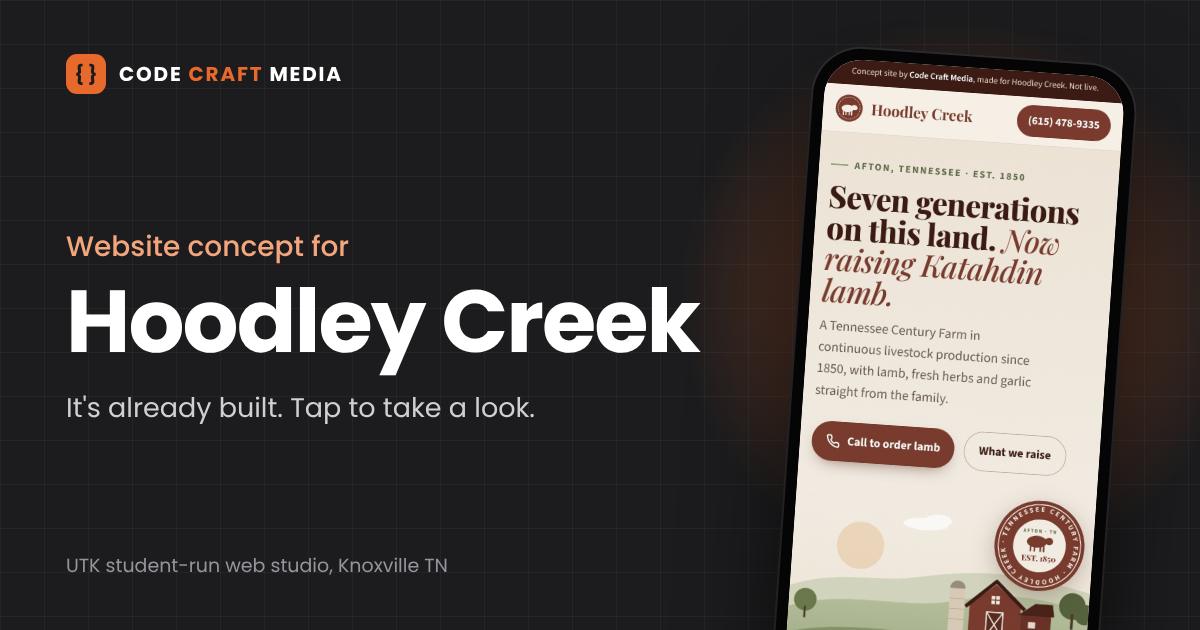 { } CODE CRAFT MEDIA
Website concept for
Hoodley Creek
It's already built. Tap to take a look.
UTK student-run web studio, Knoxville TN
Concept site by Code Craft Media, made for Hoodley Creek. Not live.
Hoodley Creek
(615) 478-9335
AFTON, TENNESSEE · EST. 1850
Seven generations
on this land. Now
raising Katahdin
lamb.
A Tennessee Century Farm in
continuous livestock production since
1850, with lamb, fresh herbs and garlic
straight from the family.
Call to order lamb
What we raise
TENNESSEE CENTURY FARM · HOODLEY CREEK ·
AFTON · TN
EST. 1850